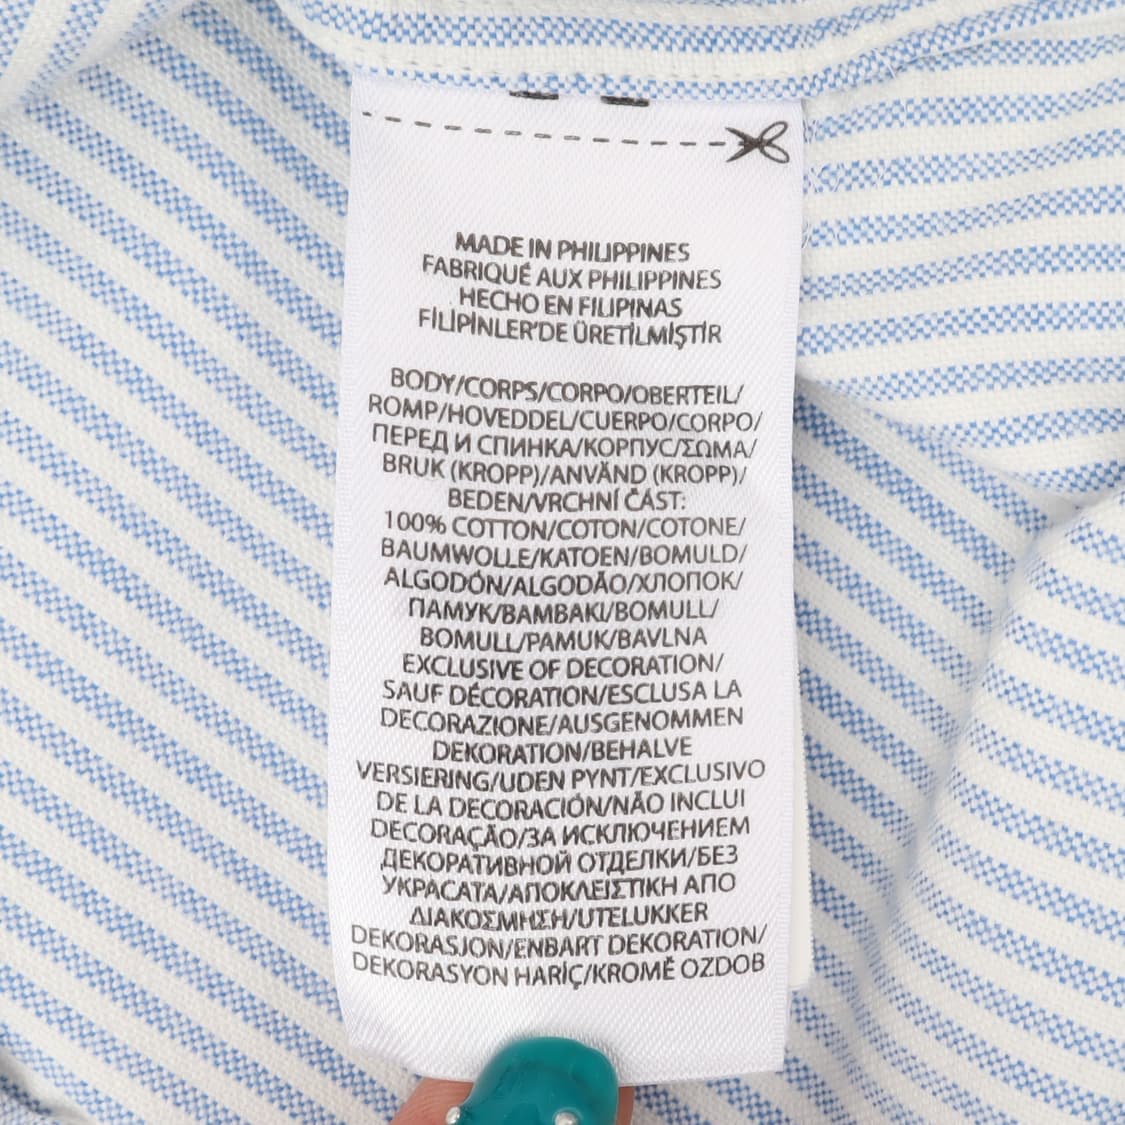 MADE IN PHILIPPINES
FABRIQUÉ AUX PHILIPPINES
HECHO EN FILIPINAS
FİLİPİNLER'DE ÜRETİLMİŞTİR
BODY/CORPS/CORPO/OBERTEIL/
ROMP/HOVEDDEL/CUERPO/CORPO/
ПЕРЕД И СПИНКА/КОРПУС/ΣΩΜΑ/
BRUK (KROPP)/ANVÄND (KROPP)/
BEDEN/VRCHNÍ ČÁST:
100% COTTON/COTON/COTONE/
BAUMWOLLE/KATOEN/BOMULD/
ALGODÓN/ALGODÃO/ХЛОПОК/
ПАМУК/BAMBAKI/BOMULL/
BOMULL/PAMUK/BAVLNA
EXCLUSIVE OF DECORATION/
SAUF DÉCORATION/ESCLUSA LA
DECORAZIONE/AUSGENOMMEN
DEKORATION/BEHALVE
VERSIERING/UDEN PYNT/EXCLUSIVO
DE LA DECORACIÓN/NÃO INCLUI
DECORAÇÃO/ЗА ИСКЛЮЧЕНИЕМ
ДЕКОРАТИВНОЙ ОТДЕЛКИ/БЕЗ
УКРАСАТА/ΑΠΟΚΛΕΙΣΤΙΚΗ ΑΠΟ
ΔΙΑΚΟΣΜΗΣΗ/UTELUKKER
DEKORASJON/ENBART DEKORATION/
DEKORASYON HARİÇ/KROMĚ OZDOB